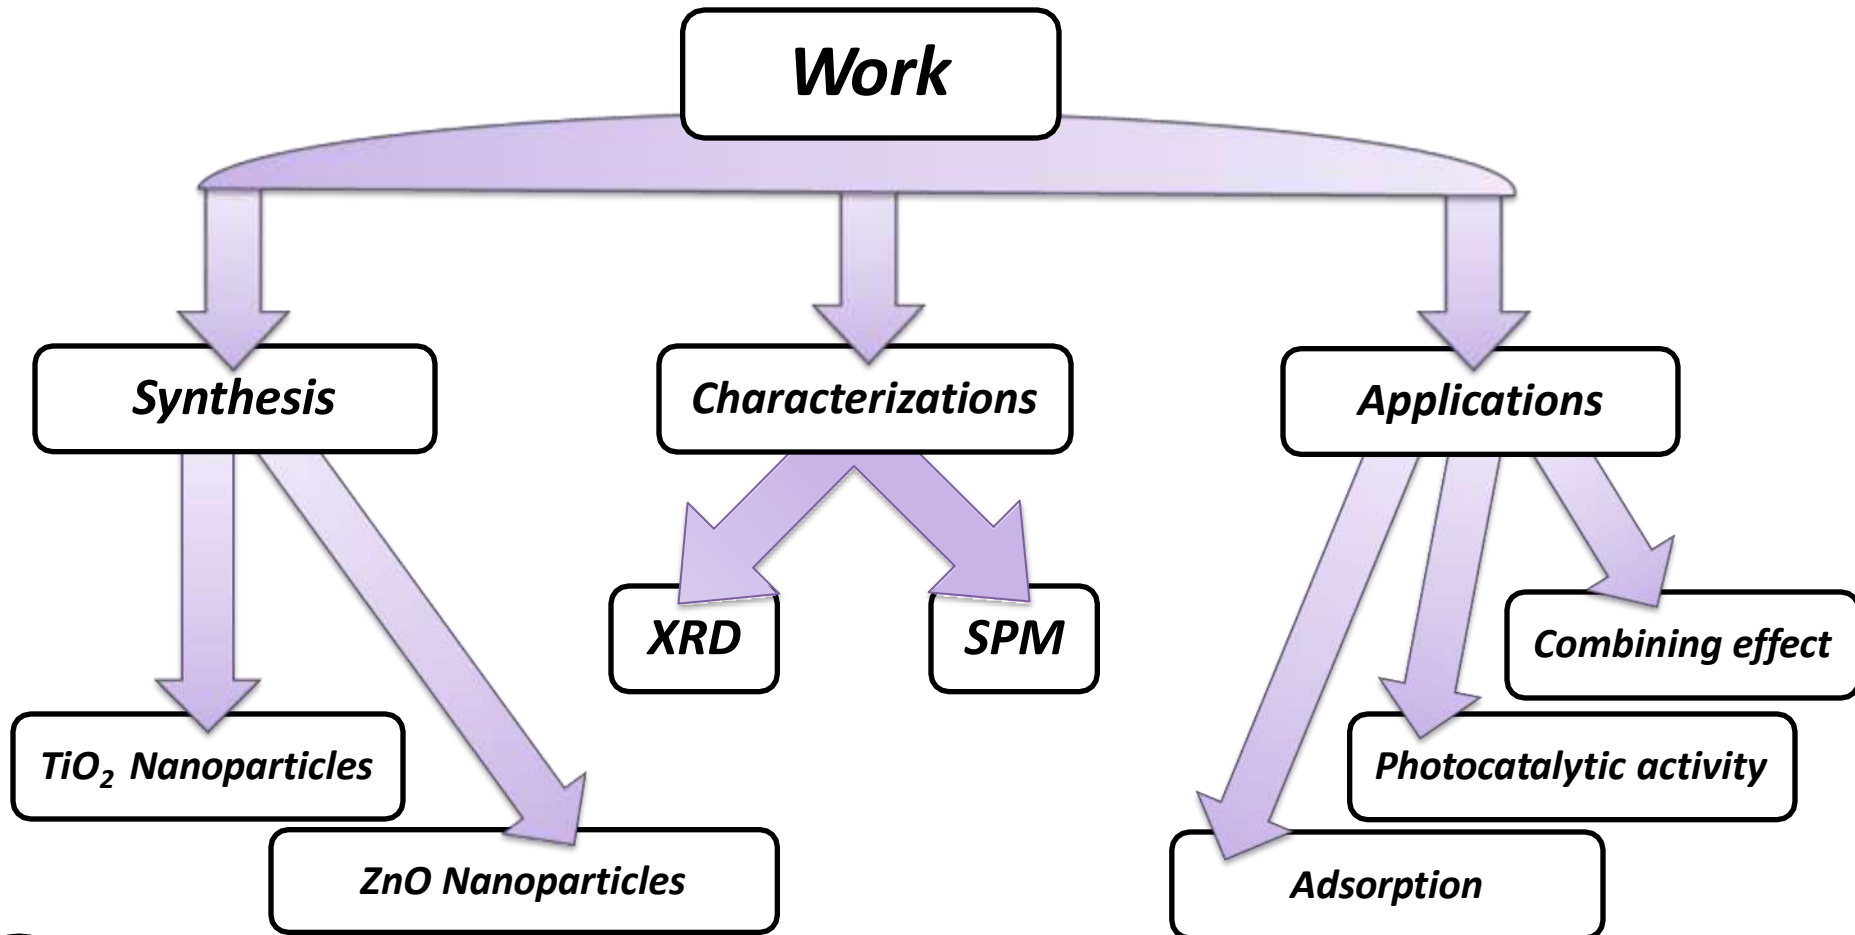 Work
Synthesis
Characterizations
Applications
XRD
SPM
Combining effect
TiO₂ Nanoparticles
Photocatalytic activity
ZnO Nanoparticles
Adsorption